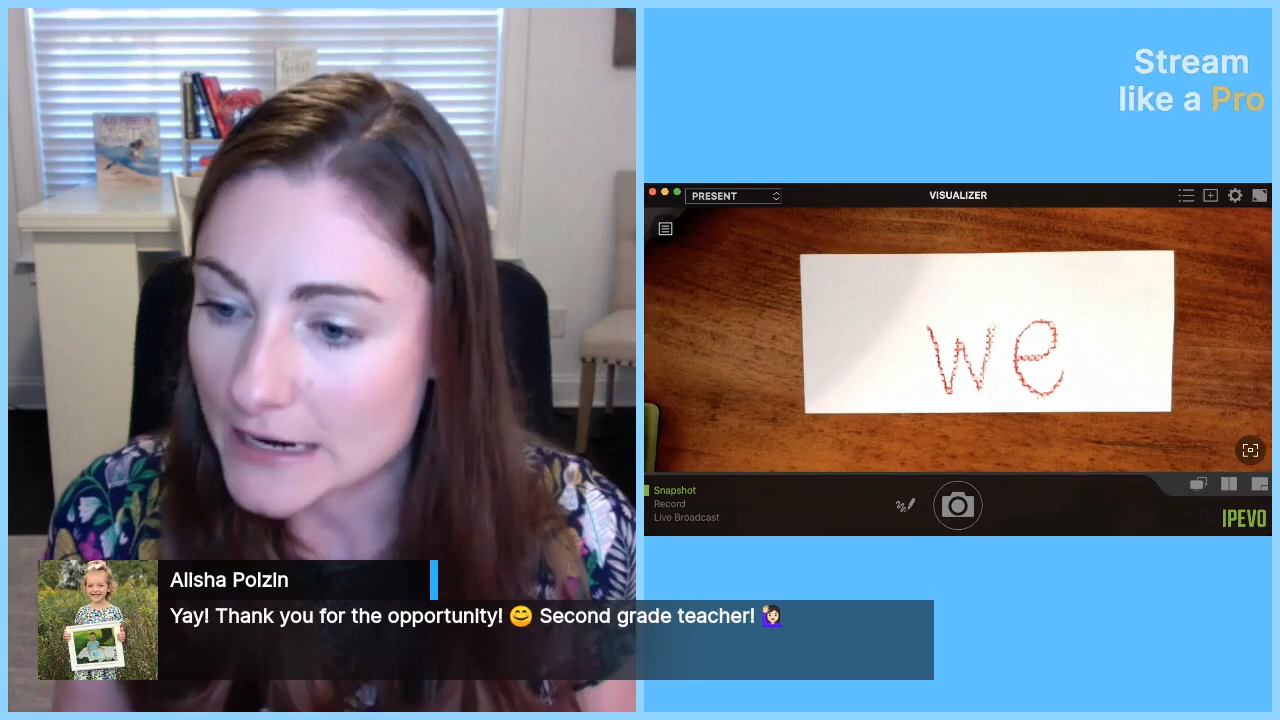 Stream
like a Pro
PRESENT
VISUALIZER
we
Snapshot
Record
Live Broadcast
IPEVO
Alisha Polzin
Yay! Thank you for the opportunity! 😊 Second grade teacher! 🙋🏻‍♀️